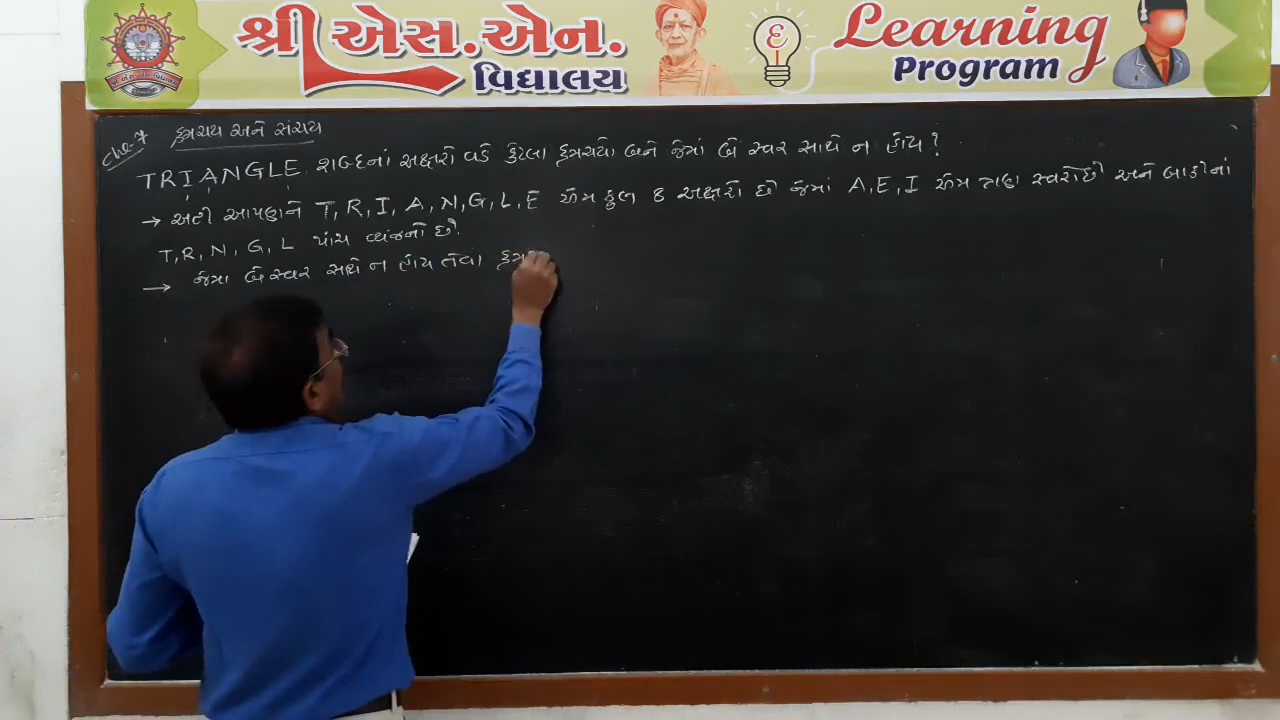 શ્રી એસ.એન.
વિદ્યાલય
Learning
Program
Ch-7 ક્રમચય અને સંચય
TRIANGLE શબ્દનાં અક્ષરો વડે કેટલા ક્રમચયો બને જેમાં બે સ્વર સાથે ન હોય?
→ અહી આપણને T, R, I, A, N, G, L, E એમ કુલ 8 અક્ષરો છે જેમાં A, E, I એમ ત્રણ સ્વરો છે અને બાકીનાં
T, R, N, G, L પાંચ વ્યંજનો છે.
→ જેમા બે સ્વર સાથે ન હોય તેવા